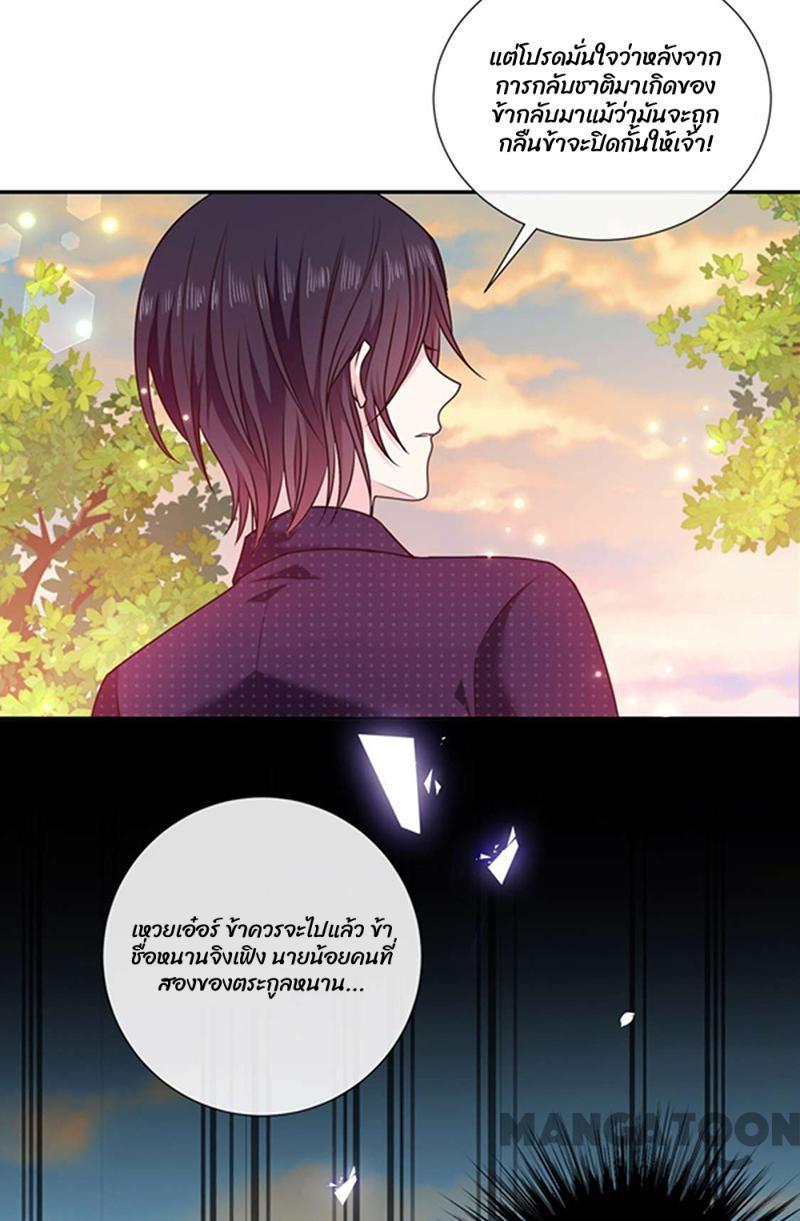 แต่โปรดมั่นใจว่าหลังจาก
การกลับชาติมาเกิดของ
ข้ากลับมาแม้ว่ามันจะถูก
กลืนข้าจะปิดกั้นให้เจ้า!
เหวยเอ๋อร์ ข้าควรจะไปแล้ว ข้า
ชื่อหนานจิงเฟิง นายน้อยคนที่
สองของตระกูลหนาน...
MANGATOON